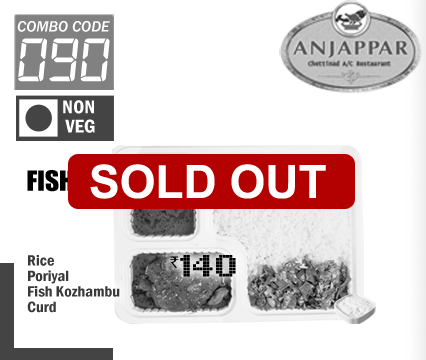 COMBO CODE
090
NON
VEG
ANJAPPAR
Chettinad A/C Restaurant
FISH
SOLD OUT
₹140
Rice
Poriyal
Fish Kozhambu
Curd